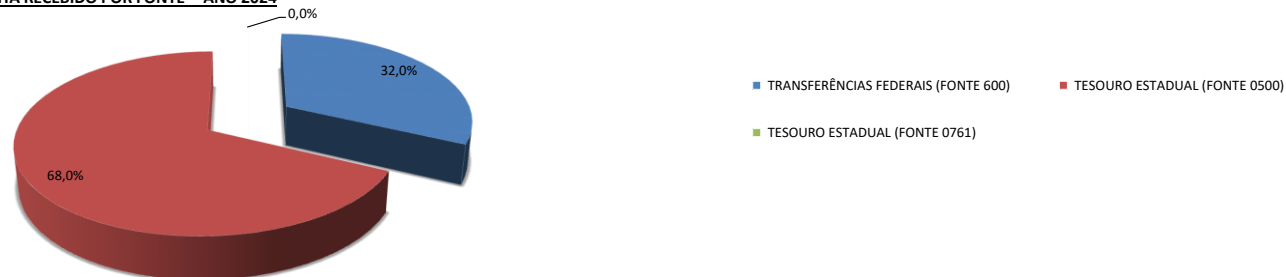 RECEBIDO POR FONTE - ANO 2024
0,0%
32,0%
68,0%
TRANSFERÊNCIAS FEDERAIS (FONTE 600) TESOURO ESTADUAL (FONTE 0500)
TESOURO ESTADUAL (FONTE 0761)